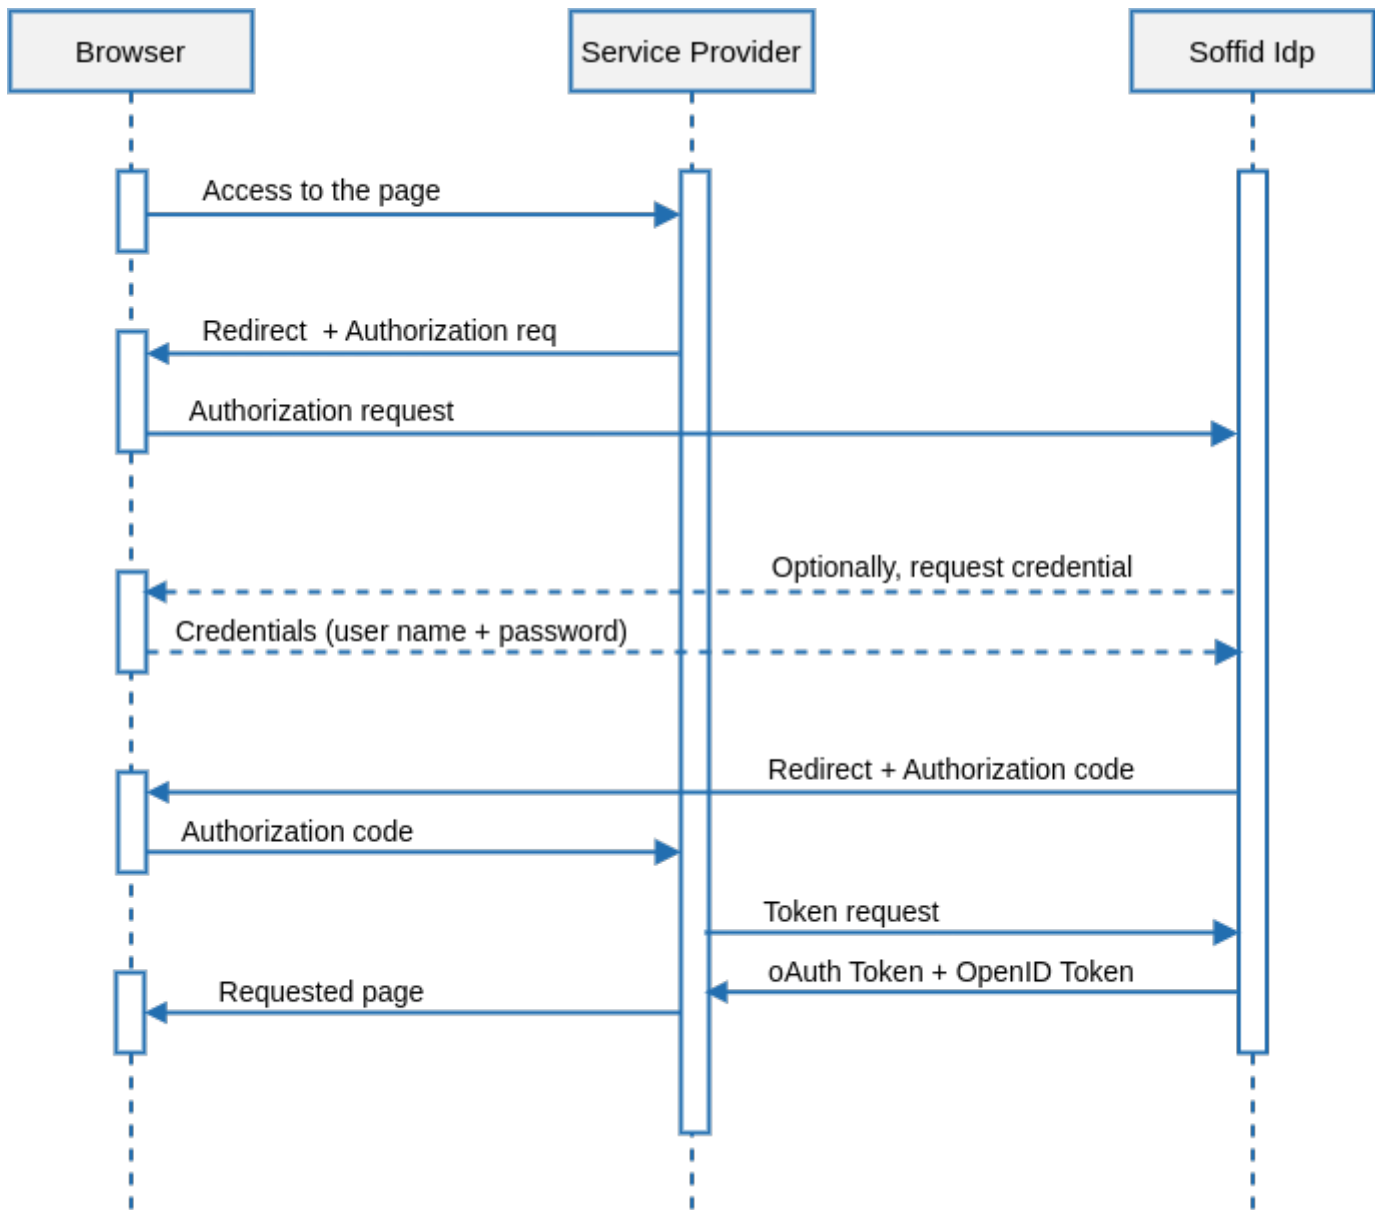 Browser
Service Provider
Soffid Idp
Access to the page
Redirect  + Authorization req
Authorization request
Optionally, request credential
Credentials (user name + password)
Redirect + Authorization code
Authorization code
Token request
oAuth Token + OpenID Token
Requested page